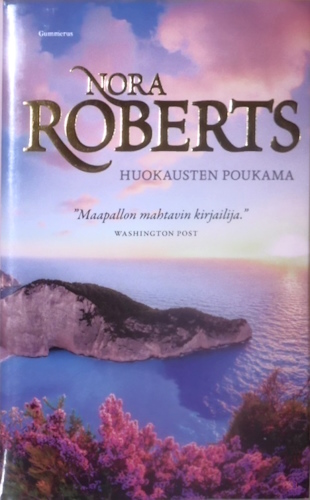 Gummerus
NORA
ROBERTS
HUOKAUSTEN POUKAMA
"Maapallon mahtavin kirjailija."
WASHINGTON POST